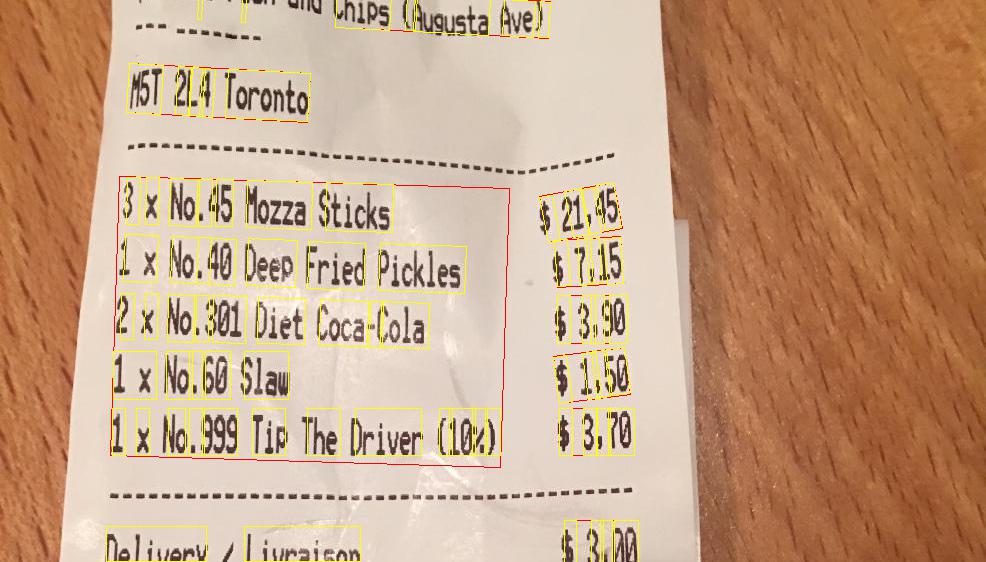 and Chips (Augusta Ave)
M5T 2L4 Toronto
3 x No.45 Mozza Sticks $ 21,45
1 x No.40 Deep Fried Pickles $ 7,15
2 x No.301 Diet Coca-Cola $ 3,90
1 x No.60 Slaw $ 1,50
1 x No.999 Tip The Driver (10%) $ 3,70
Delivery / Livraison $ 3,00